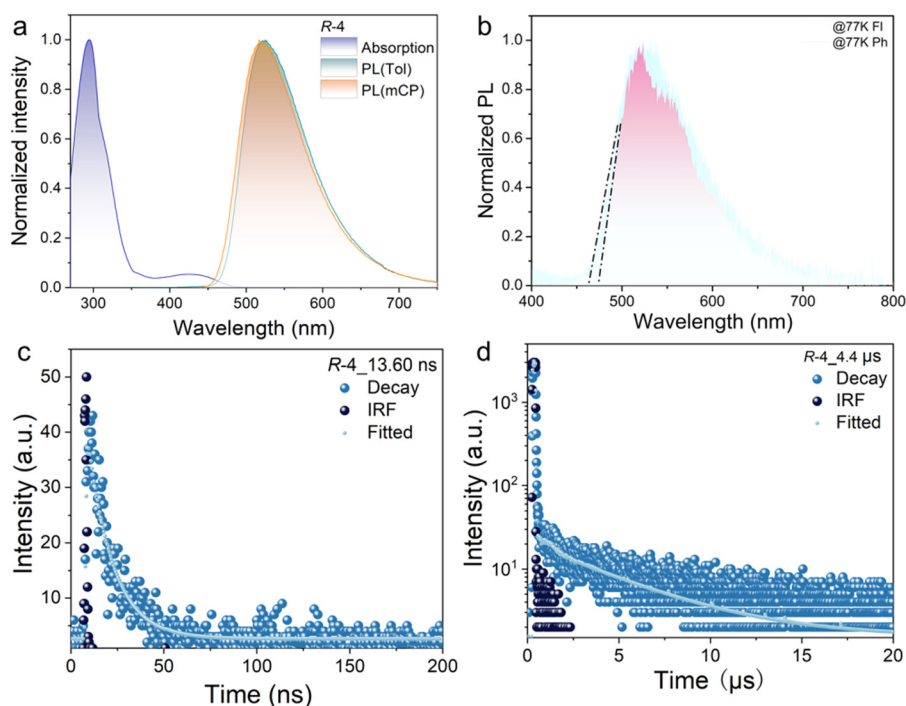 a
R-4
Absorption
PL(Tol)
PL(mCP)
Normalized intensity
1.0
0.8
0.6
0.4
0.2
0.0
300 400 500 600 700
Wavelength (nm)
b
@77K Fl
@77K Ph
Normalized PL
1.0
0.8
0.6
0.4
0.2
0.0
400 500 600 700 800
Wavelength (nm)
c
R-4_13.60 ns
Decay
IRF
Fitted
Intensity (a.u.)
50
40
30
20
10
0 50 100 150 200
Time (ns)
d
R-4_4.4 µs
Decay
IRF
Fitted
Intensity (a.u.)
10³
10²
10¹
0 5 10 15 20
Time (µs)